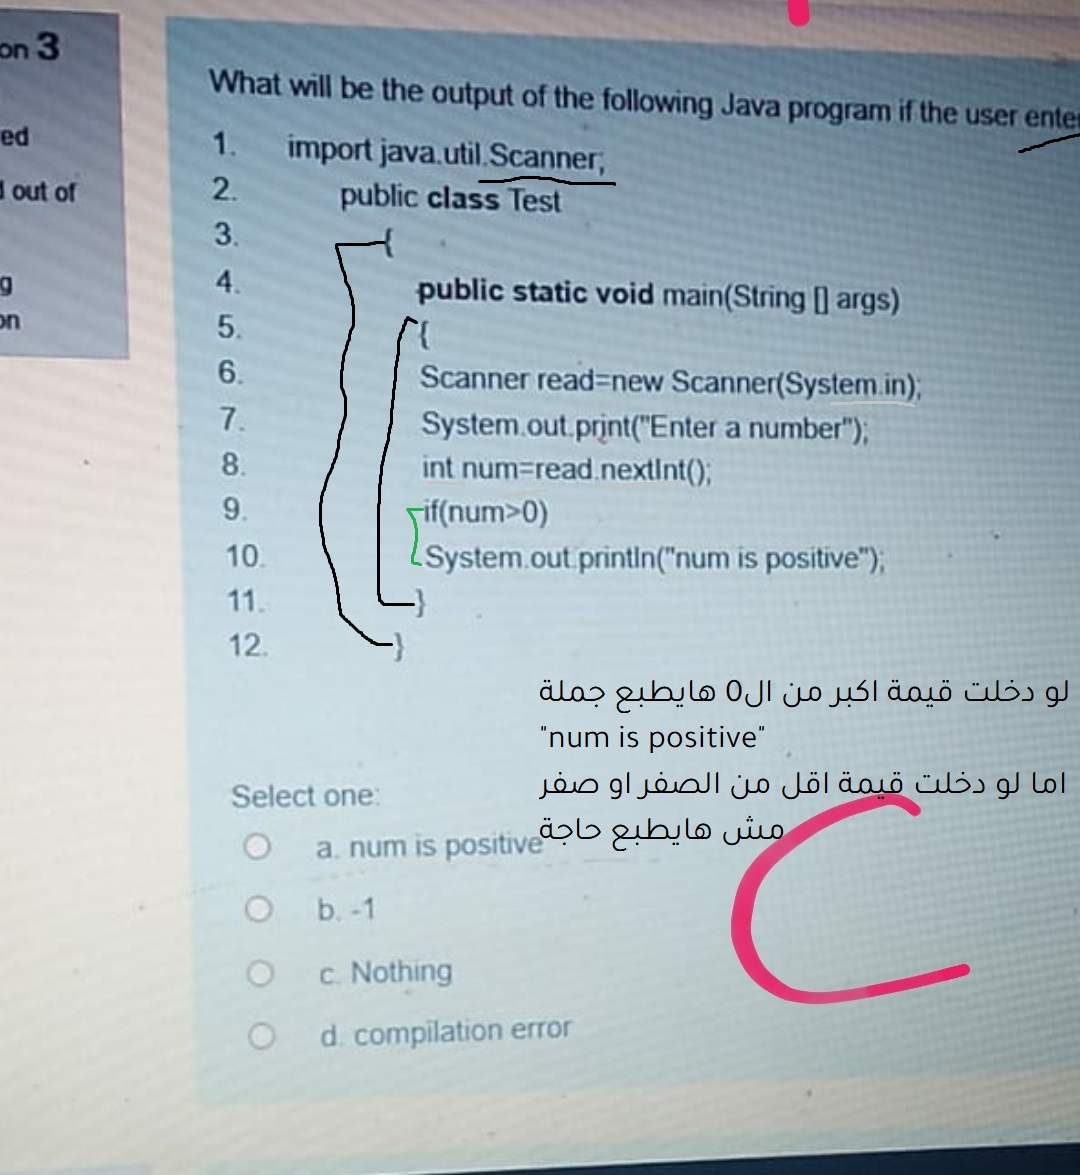 on 3
ed
out of
g
on
What will be the output of the following Java program if the user
1. import java.util.Scanner;
2. public class Test
3. {
4. public static void main(String [] args)
5. {
6. Scanner read=new Scanner(System.in);
7. System.out.print("Enter a number");
8. int num=read.nextInt();
9. if(num>0)
10. System.out.println("num is positive");
11. }
12. }
لو دخلت قيمة اكبر من ال0 هايطبع جملة
"num is positive"
اما لو دخلت قيمة اقل من الصفر او صفر
مش هايطبع حاجة
Select one:
a. num is positive
b. -1
c. Nothing
d. compilation error
C